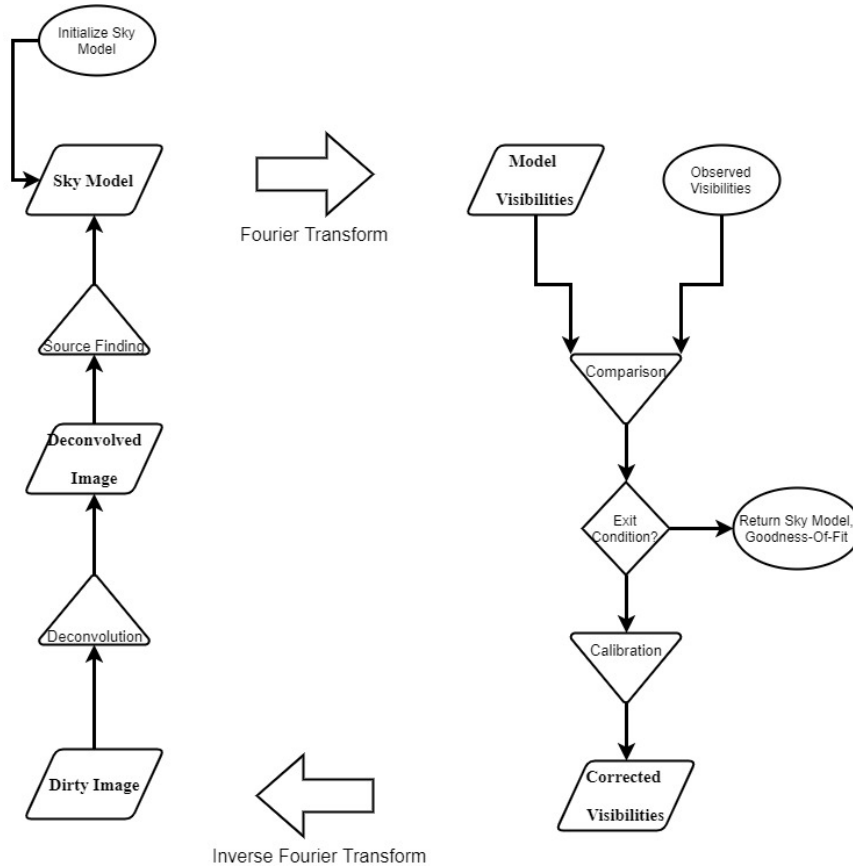 Initialize Sky
Model
Sky Model
Fourier Transform
Model
Visibilities
Observed
Visibilities
Source Finding
Comparison
Deconvolved
Image
Exit
Condition?
Return Sky Model,
Goodness-Of-Fit
Deconvolution
Calibration
Dirty Image
Corrected
Visibilities
Inverse Fourier Transform